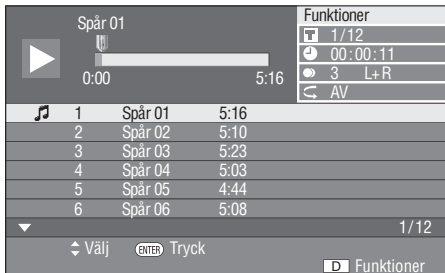 Spår 01
0:00 5:16
Funktioner
T 1/12
00:00:11
3 L+R
AV
1 Spår 01 5:16
2 Spår 02 5:10
3 Spår 03 5:23
4 Spår 04 5:03
5 Spår 05 4:44
6 Spår 06 5:08
1/12
Välj ENTER Tryck
D Funktioner